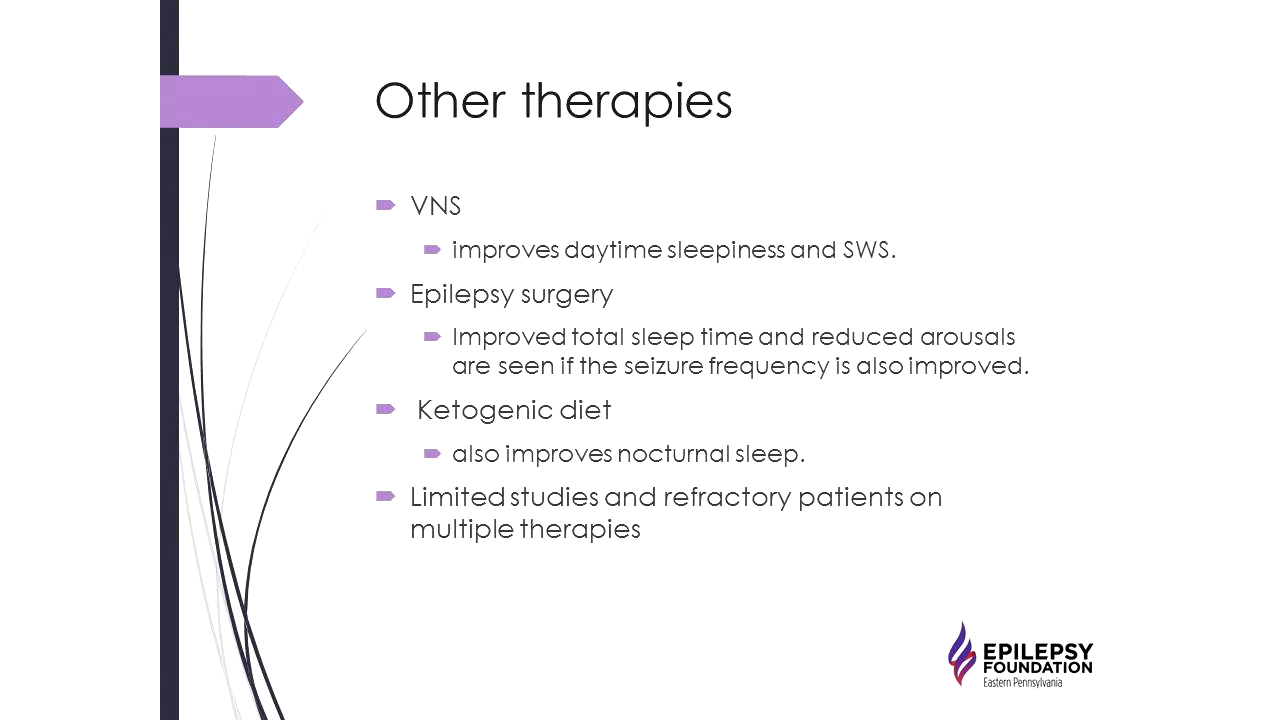 Other therapies
VNS
improves daytime sleepiness and SWS.
Epilepsy surgery
Improved total sleep time and reduced arousals
are seen if the seizure frequency is also improved.
Ketogenic diet
also improves nocturnal sleep.
Limited studies and refractory patients on
multiple therapies
EPILEPSY
FOUNDATION
Eastern Pennsylvania